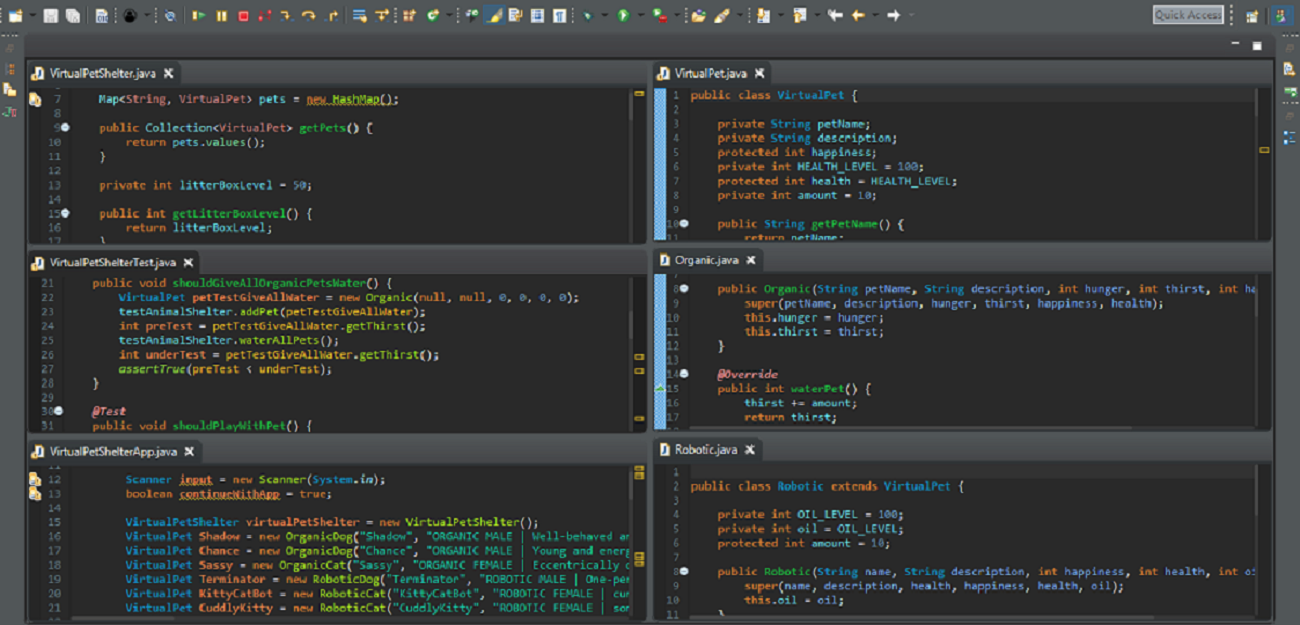 Quick Access
VirtualPetShelter.java
7 Map<String, VirtualPet> pets = new HashMap();
8
9 public Collection<VirtualPet> getPets() {
10 return pets.values();
11 }
12
13 private int litterBoxLevel = 50;
14
15 public int getLitterBoxLevel() {
16 return litterBoxLevel;
17 }
VirtualPet.java
1 public class VirtualPet {
2
3 private String petName;
4 private String description;
5 protected int happiness;
6 private int HEALTH_LEVEL = 100;
7 protected int health = HEALTH_LEVEL;
8 private int amount = 10;
9
10 public String getPetName() {
11 return petName;
VirtualPetShelterTest.java
21 public void shouldGiveAllOrganicPetsWater() {
22 VirtualPet petTestGiveAllWater = new Organic(null, null, 0, 0, 0, 0);
23 testAnimalShelter.addPet(petTestGiveAllWater);
24 int preTest = petTestGiveAllWater.getThirst();
25 testAnimalShelter.waterAllPets();
26 int underTest = petTestGiveAllWater.getThirst();
27 assertTrue(preTest < underTest);
28 }
29
30 @Test
31 public void shouldPlayWithPet() {
Organic.java
7
8 public Organic(String petName, String description, int hunger, int thirst, int ha
9 super(petName, description, hunger, thirst, happiness, health);
10 this.hunger = hunger;
11 this.thirst = thirst;
12 }
13
14 @Override
15 public int waterPet() {
16 thirst += amount;
17 return thirst;
VirtualPetShelterApp.java
11
12 Scanner input = new Scanner(System.in);
13 boolean continueWithApp = true;
14
15 VirtualPetShelter virtualPetShelter = new VirtualPetShelter();
16 VirtualPet Shadow = new OrganicDog("Shadow", "ORGANIC MALE | Well-behaved an
17 VirtualPet Chance = new OrganicDog("Chance", "ORGANIC MALE | Young and energ
18 VirtualPet Sassy = new OrganicCat("Sassy", "ORGANIC FEMALE | Eccentrically
19 VirtualPet Terminator = new RoboticDog("Terminator", "ROBOTIC MALE | One-per
20 VirtualPet KittyCatBot = new RoboticCat("KittyCatBot", "ROBOTIC FEMALE | cur
21 VirtualPet CuddlyKitty = new RoboticCat("CuddlyKitty", "ROBOTIC FEMALE | som
Robotic.java
1
2 public class Robotic extends VirtualPet {
3
4 private int OIL_LEVEL = 100;
5 private int oil = OIL_LEVEL;
6 protected int amount = 10;
7
8 public Robotic(String name, String description, int happiness, int health, int oi
9 super(name, description, health, happiness, health, oil);
10 this.oil = oil;
11 }